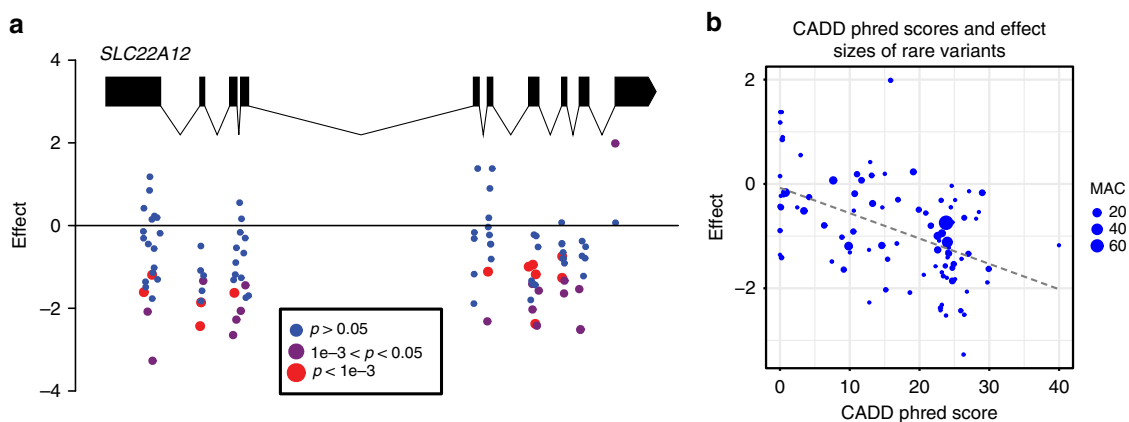 a
SLC22A12
4
2
0
−2
−4
Effect
p > 0.05
1e−3 < p < 0.05
p < 1e−3
b
CADD phred scores and effect
sizes of rare variants
2
0
−2
Effect
0 10 20 30 40
CADD phred score
MAC
20
40
60